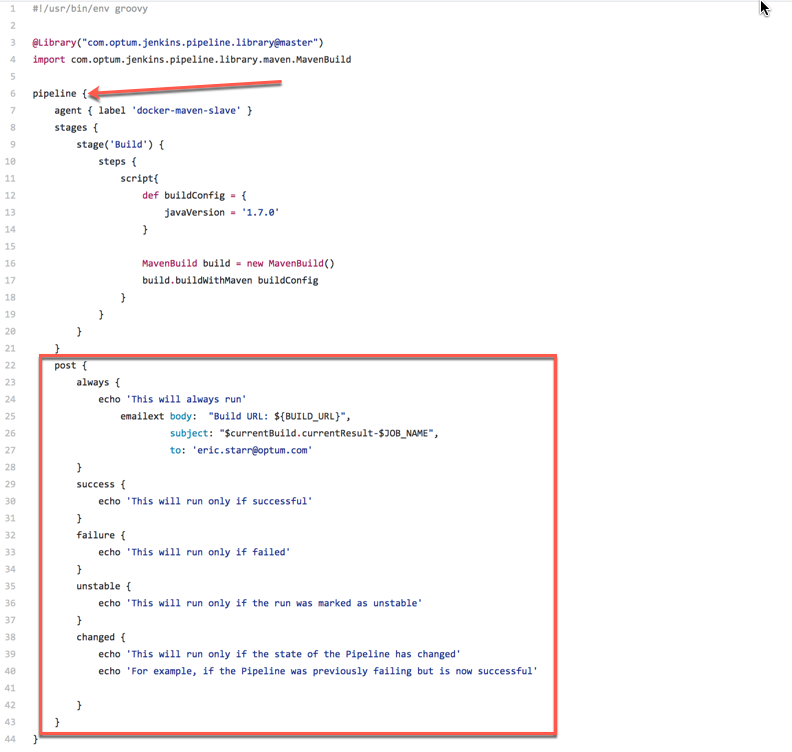 1 #!/usr/bin/env groovy
2
3 @Library("com.optum.jenkins.pipeline.library@master")
4 import com.optum.jenkins.pipeline.library.maven.MavenBuild
5
6 pipeline {
7     agent { label 'docker-maven-slave' }
8     stages {
9         stage('Build') {
10             steps {
11                 script{
12                     def buildConfig = {
13                         javaVersion = '1.7.0'
14                     }
15
16                     MavenBuild build = new MavenBuild()
17                     build.buildWithMaven buildConfig
18                 }
19             }
20         }
21     }
22     post {
23         always {
24             echo 'This will always run'
25                 emailext body:  "Build URL: ${BUILD_URL}",
26                          subject: "$currentBuild.currentResult-$JOB_NAME",
27                          to: 'eric.starr@optum.com'
28         }
29         success {
30             echo 'This will run only if successful'
31         }
32         failure {
33             echo 'This will run only if failed'
34         }
35         unstable {
36             echo 'This will run only if the run was marked as unstable'
37         }
38         changed {
39             echo 'This will run only if the state of the Pipeline has changed'
40             echo 'For example, if the Pipeline was previously failing but is now successful'
41
42         }
43     }
44 }